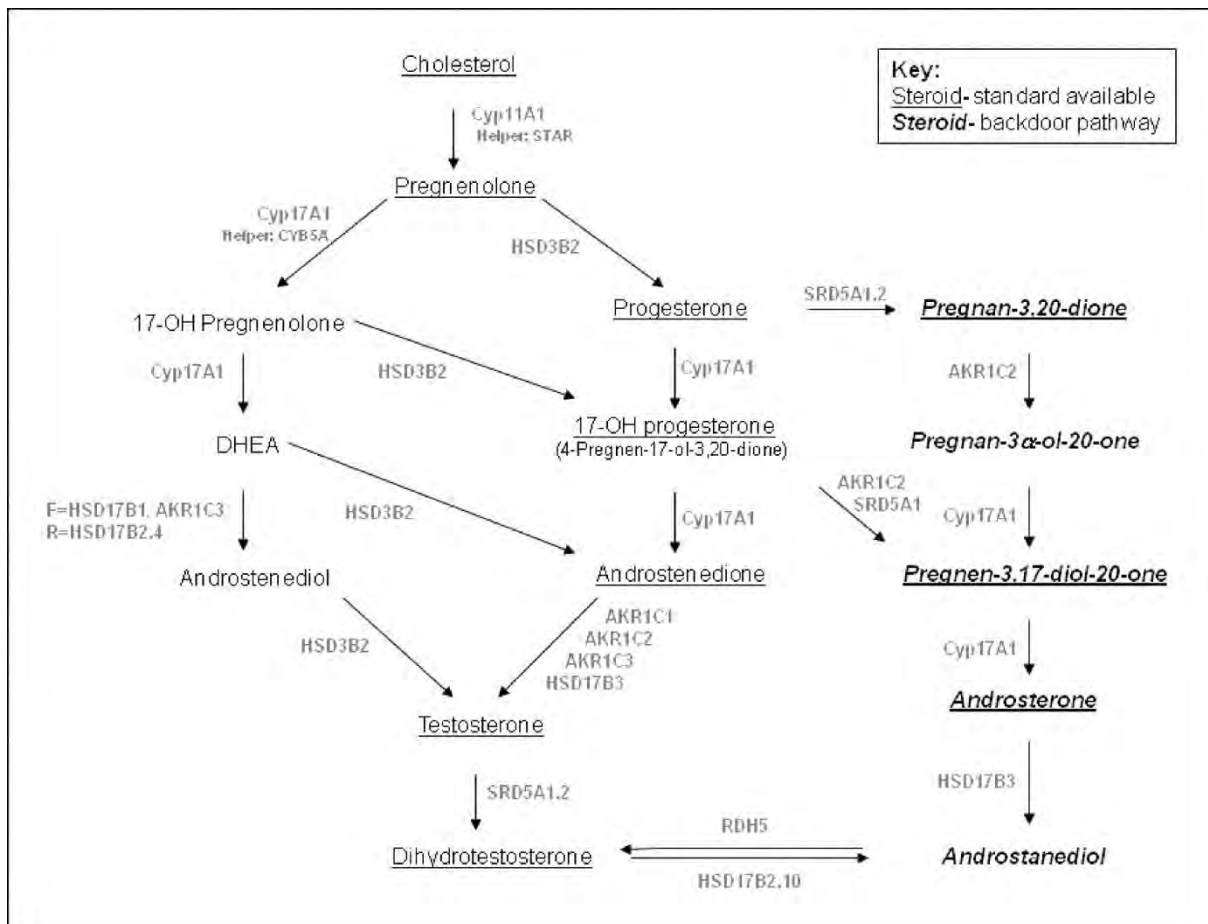 Cholesterol
Key:
Steroid- standard available
Steroid- backdoor pathway
Cyp11A1
Helper: STAR
Pregnenolone
Cyp17A1
Helper: CYB5A
HSD3B2
17-OH Pregnenolone
Progesterone
SRD5A1.2
Pregnan-3.20-dione
Cyp17A1
HSD3B2
Cyp17A1
AKR1C2
DHEA
17-OH progesterone
(4-Pregnen-17-ol-3,20-dione)
Pregnan-3α-ol-20-one
F=HSD17B1, AKR1C3
R=HSD17B2.4
HSD3B2
Cyp17A1
AKR1C2
SRD5A1
Cyp17A1
Androstenediol
Androstenedione
Pregnen-3.17-diol-20-one
HSD3B2
AKR1C1
AKR1C2
AKR1C3
HSD17B3
Cyp17A1
Testosterone
Androsterone
SRD5A1.2
HSD17B3
Dihydrotestosterone
RDH5
HSD17B2.10
Androstanediol